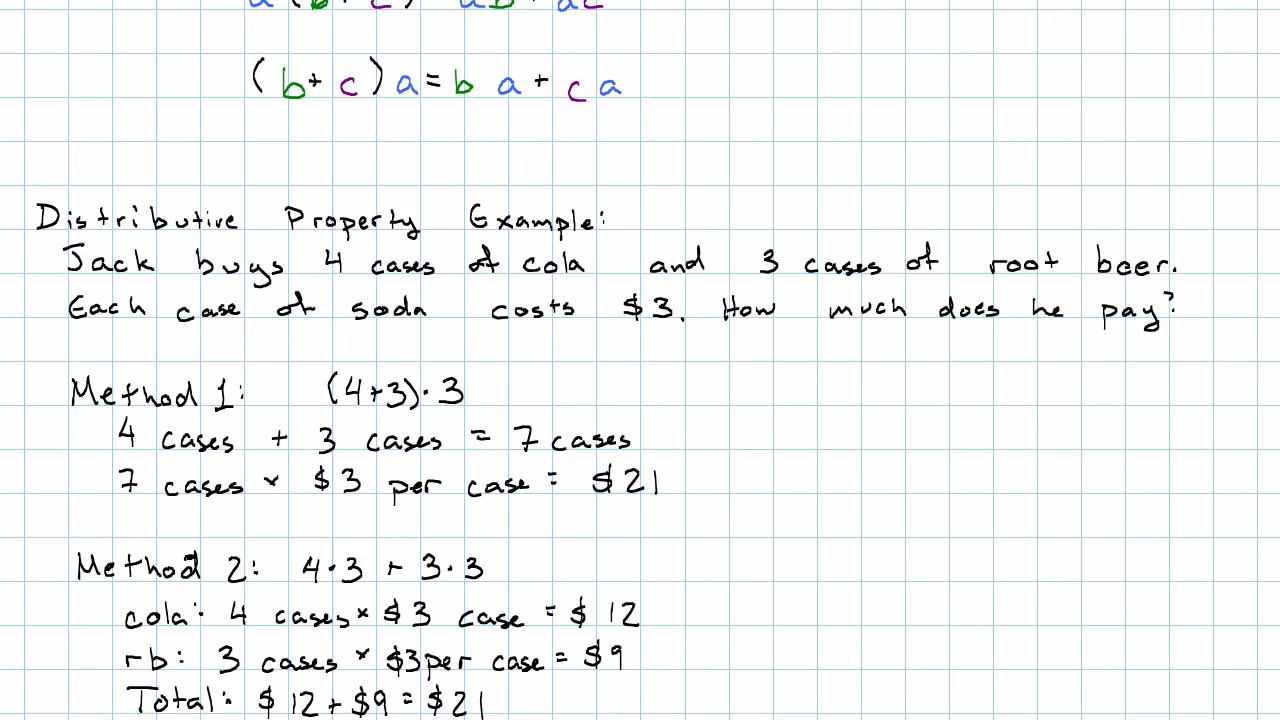 a (b + c) = ab + ac
(b + c) a = b a + c a
Distributive Property Example:
Jack buys 4 cases of cola and 3 cases of root beer.
Each case of soda costs $3. How much does he pay?
Method 1: (4+3)·3
4 cases + 3 cases = 7 cases
7 cases × $3 per case = $21
Method 2: 4·3 + 3·3
cola: 4 cases × $3 case = $12
rb: 3 cases × $3 per case = $9
Total: $12 + $9 = $21